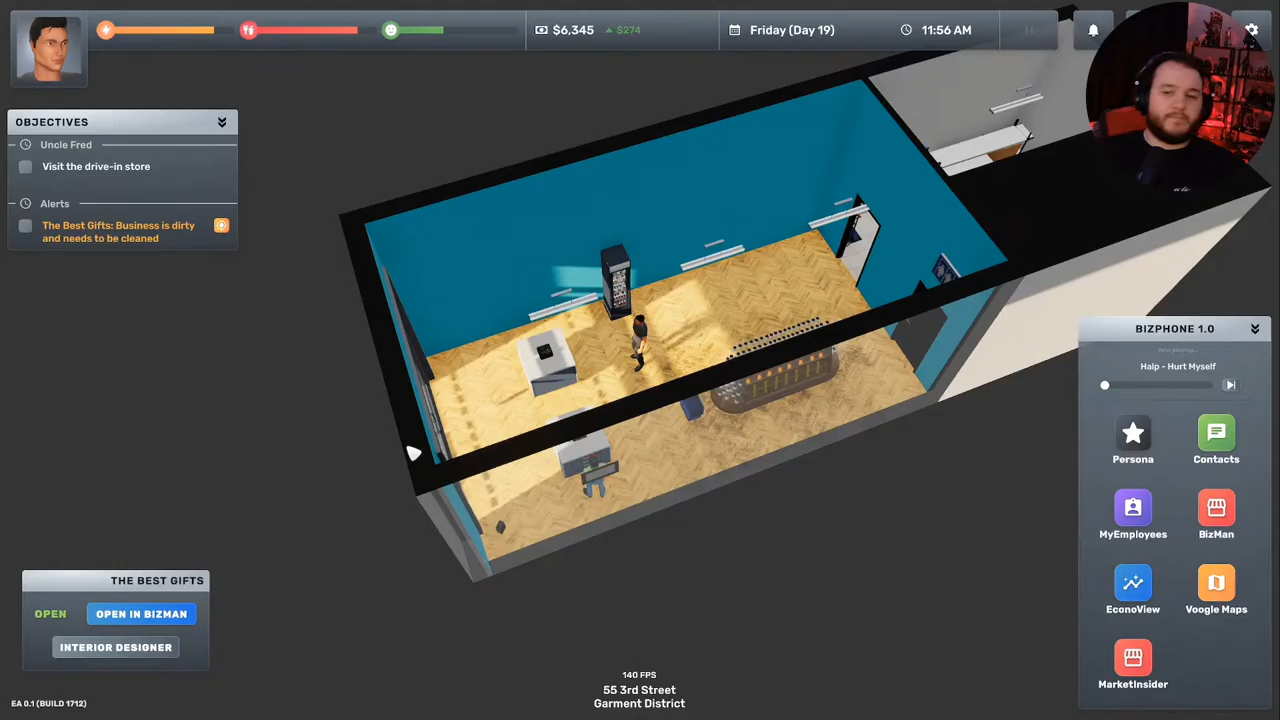 $6,345 ▲ $274
Friday (Day 19)
11:56 AM
OBJECTIVES
Uncle Fred
Visit the drive-in store
Alerts
The Best Gifts: Business is dirty
and needs to be cleaned
BIZPHONE 1.0
Halp - Hurt Myself
Persona
Contacts
MyEmployees
BizMan
EconoView
Voogle Maps
MarketInsider
THE BEST GIFTS
OPEN
OPEN IN BIZMAN
INTERIOR DESIGNER
EA 0.1 (BUILD 1712)
140 FPS
55 3rd Street
Garment District